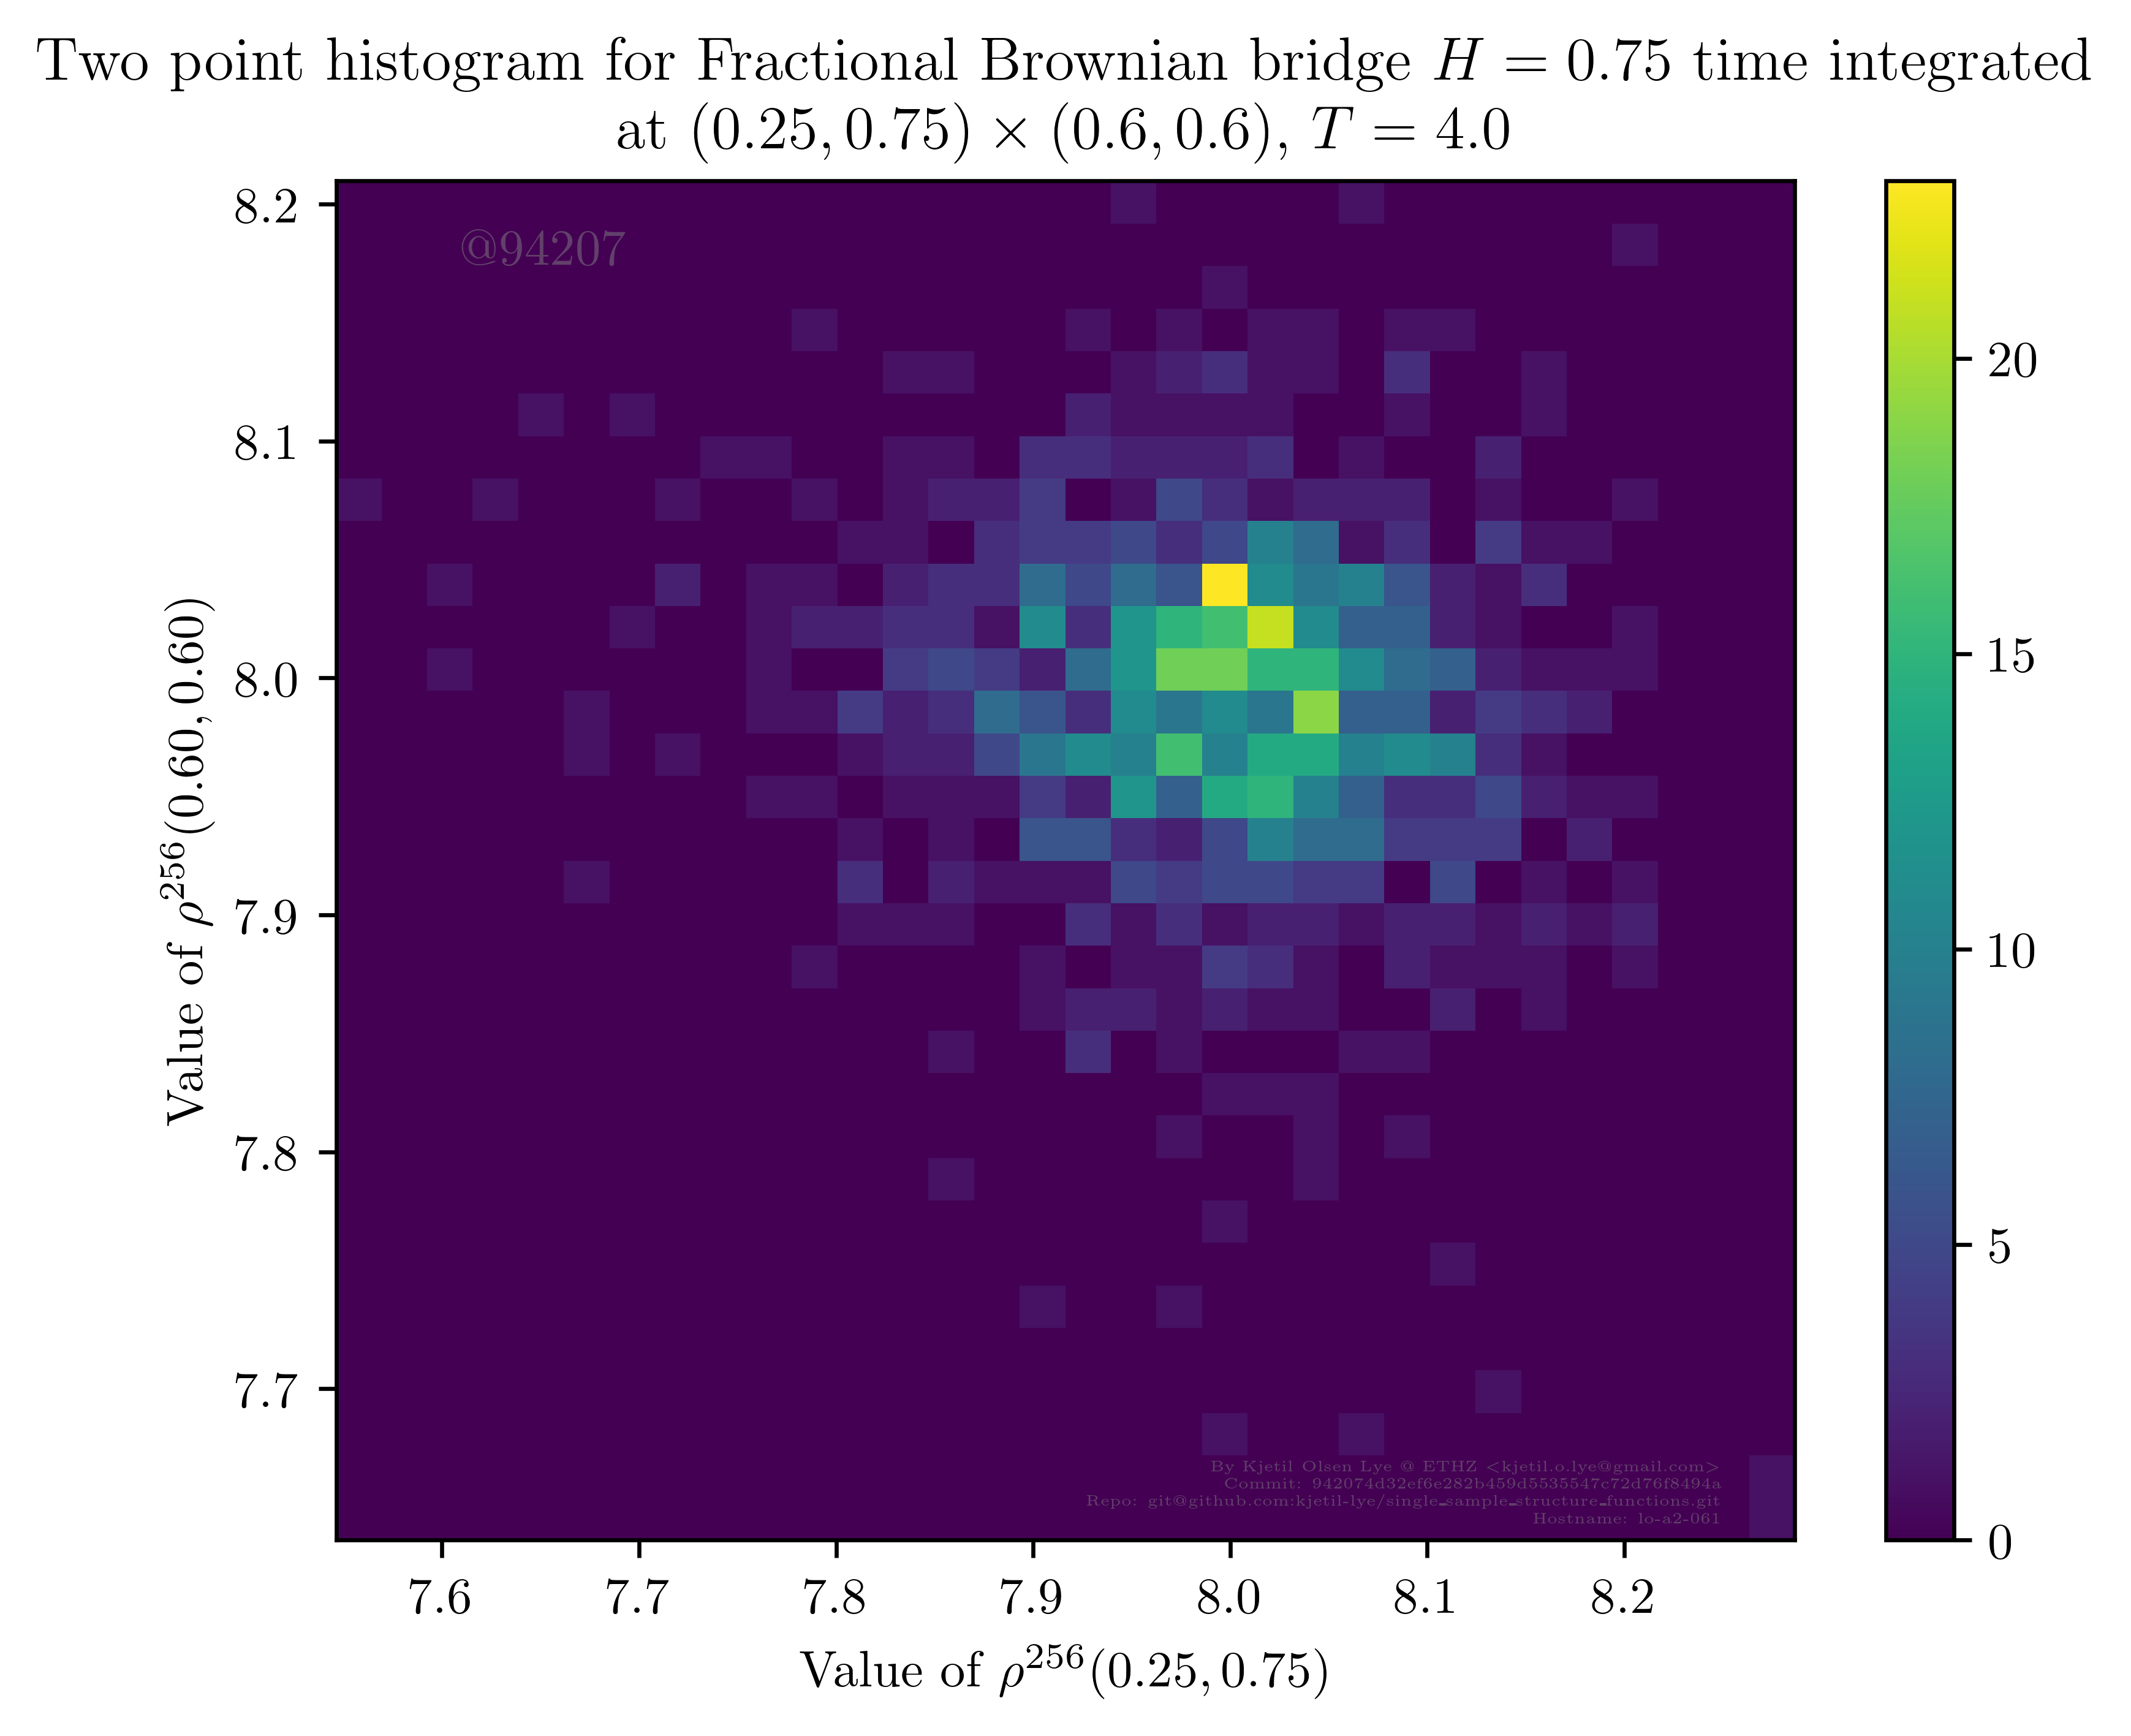 Two point histogram for Fractional Brownian bridge H = 0.75 time integrated
at (0.25, 0.75) × (0.6, 0.6), T = 4.0
@94207
8.2
8.1
8.0
7.9
7.8
7.7
Value of ρ^256(0.60, 0.60)
20
15
10
5
0
By Kjetil Olsen Lye @ ETHZ <kjetil.o.lye@gmail.com>
Commit: 942074d32ef6e282b459d5535547c72d76f8494a
Repo: git@github.com:kjetil-lye/single_sample_structure_functions.git
Hostname: lo-a2-061
7.6 7.7 7.8 7.9 8.0 8.1 8.2
Value of ρ^256(0.25, 0.75)